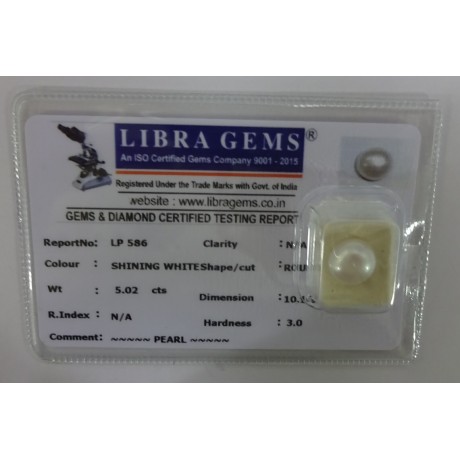 LIBRA GEMS®
An ISO Certified Gems Company 9001 - 2015
Registered Under the Trade Marks with Govt. of India
website : www.libragems.co.in
GEMS & DIAMOND CERTIFIED TESTING REPORT
ReportNo: LP 586 Clarity : N/A
Colour : SHINING WHITE Shape/cut :
Wt : 5.02 cts Dimension :
R.Index : N/A Hardness : 3.0
Comment: ~~~~~ PEARL ~~~~~